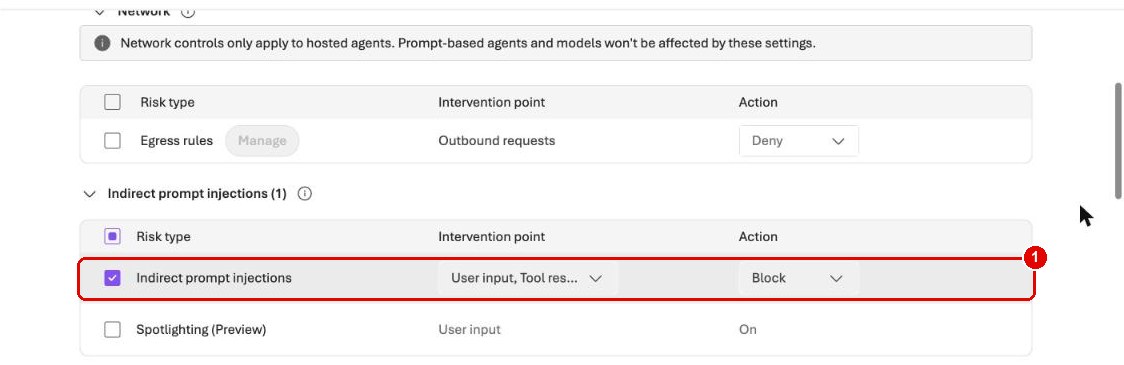 Network
Network controls only apply to hosted agents. Prompt-based agents and models won't be affected by these settings.
Risk type Intervention point Action
Egress rules Manage Outbound requests Deny
Indirect prompt injections (1)
Risk type Intervention point Action
1
Indirect prompt injections User input, Tool res... Block
Spotlighting (Preview) User input On